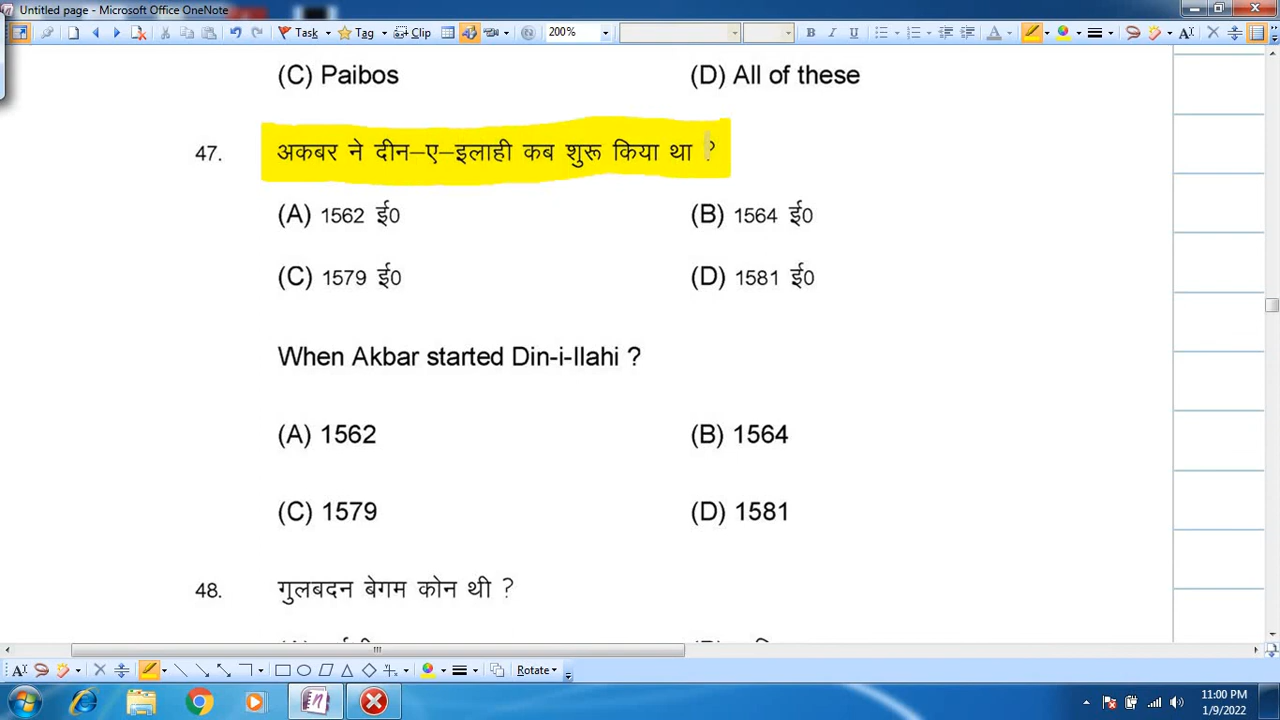 Untitled page - Microsoft Office OneNote
Task Tag Clip 200% B I U
(C) Paibos (D) All of these
47. अकबर ने दीन–ए–इलाही कब शुरू किया था ?
(A) 1562 ई0 (B) 1564 ई0
(C) 1579 ई0 (D) 1581 ई0
When Akbar started Din-i-Ilahi ?
(A) 1562 (B) 1564
(C) 1579 (D) 1581
48. गुलबदन बेगम कोन थी ?
Rotate
11:00 PM
1/9/2022